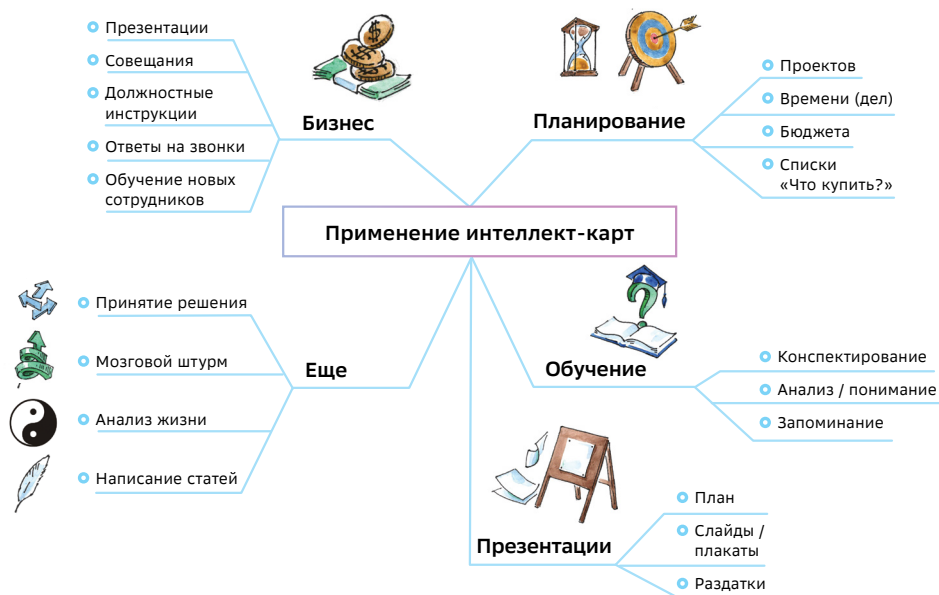 Применение интеллект-карт
Бизнес
Презентации
Совещания
Должностные
инструкции
Ответы на звонки
Обучение новых
сотрудников
Планирование
Проектов
Времени (дел)
Бюджета
Списки
«Что купить?»
Еще
Принятие решения
Мозговой штурм
Анализ жизни
Написание статей
Обучение
Конспектирование
Анализ / понимание
Запоминание
Презентации
План
Слайды /
плакаты
Раздатки